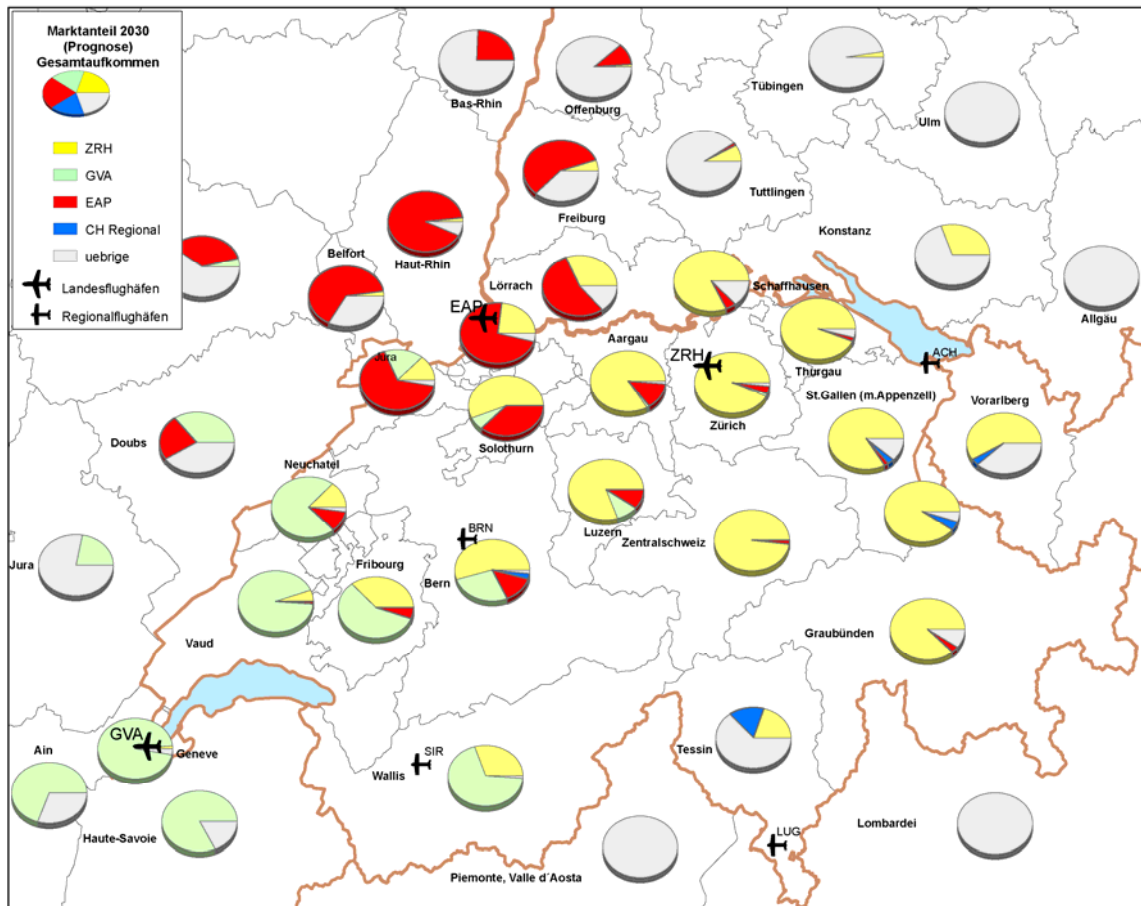 Marktanteil 2030
(Prognose)
Gesamtaufkommen
ZRH
GVA
EAP
CH Regional
uebrige
Landesflughäfen
Regionalflughäfen
Bas-Rhin
Offenburg
Tübingen
Ulm
Tuttlingen
Freiburg
Haut-Rhin
Belfort
Konstanz
Lörrach
Schaffhausen
Allgäu
EAP
Aargau
ZRH
Thurgau
ACH
Jura
Zürich
St.Gallen (m.Appenzell)
Vorarlberg
Doubs
Solothurn
Neuchatel
Luzern
Zentralschweiz
BRN
Jura
Fribourg
Bern
Graubünden
Vaud
GVA
Geneve
Ain
Tessin
SIR
Wallis
Haute-Savoie
LUG
Lombardei
Piemonte, Valle d´Aosta